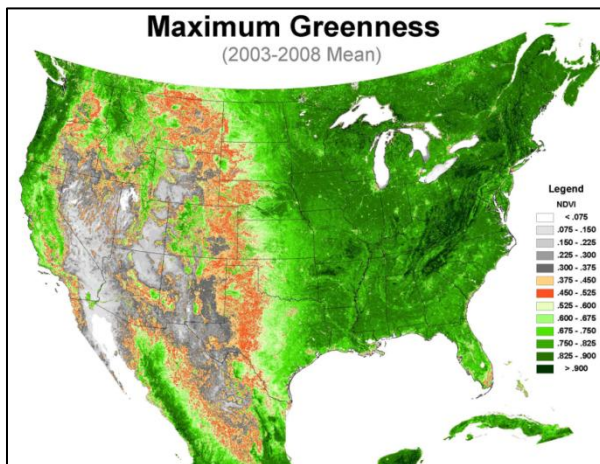 Maximum Greenness
(2003-2008 Mean)
Legend
NDVI
< .075
.075 - .150
.150 - .225
.225 - .300
.300 - .375
.375 - .450
.450 - .525
.525 - .600
.600 - .675
.675 - .750
.750 - .825
.825 - .900
> .900